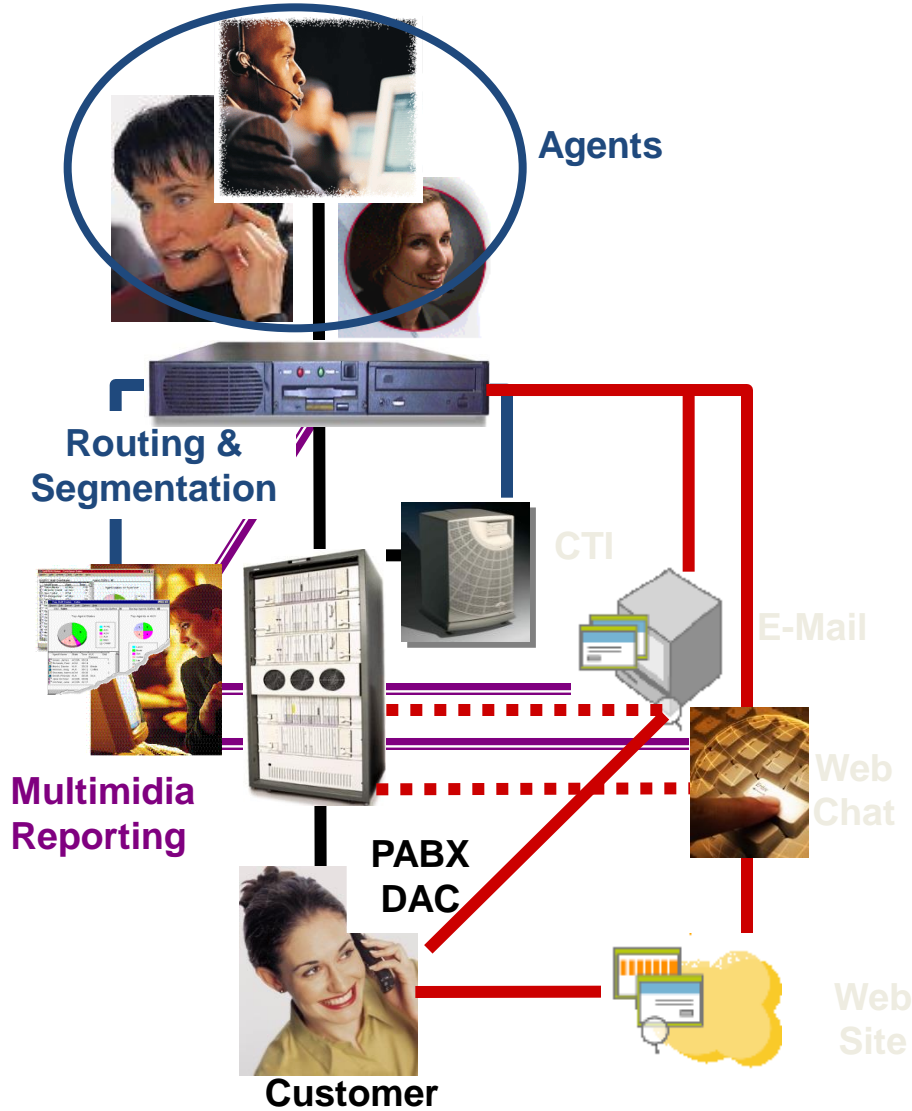 Agents
Routing &
Segmentation
CTI
E-Mail
Multimidia
Reporting
Web
Chat
PABX
DAC
Web
Site
Customer